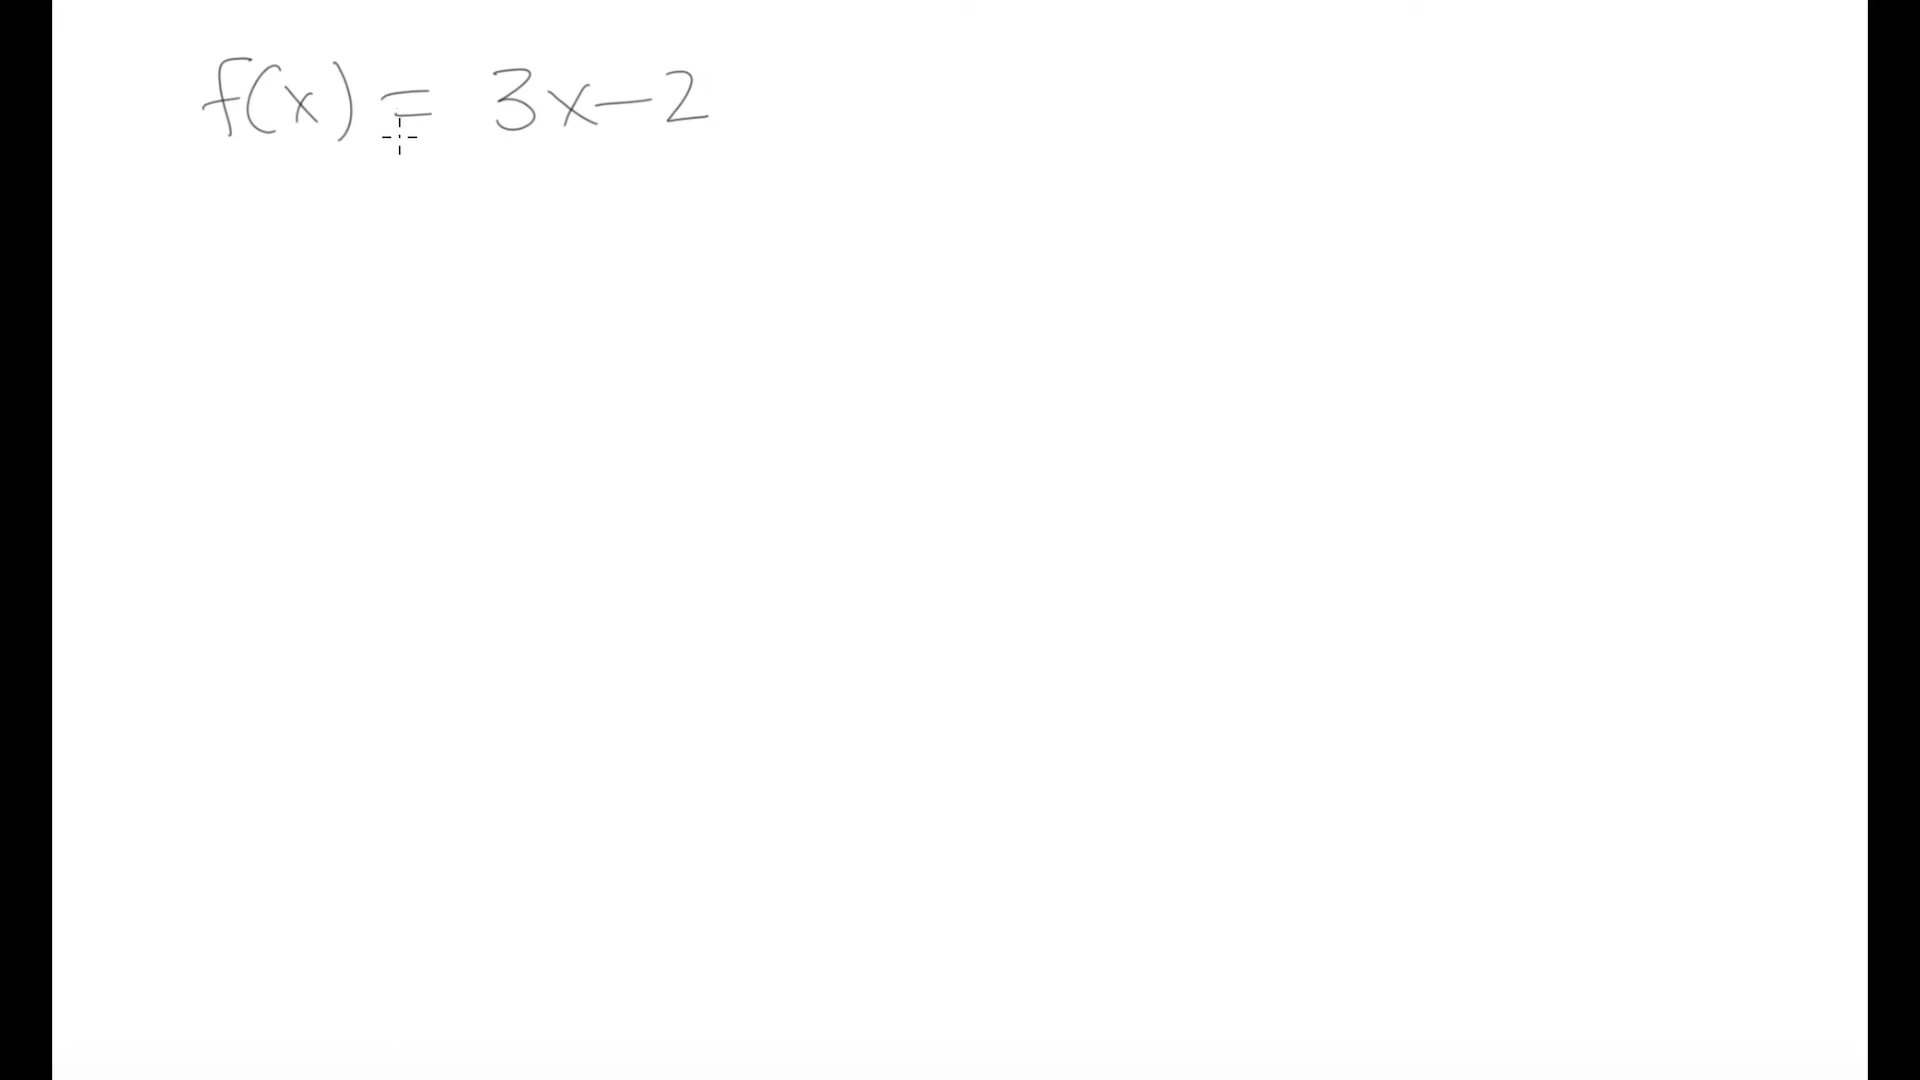 f(x) = 3x-2